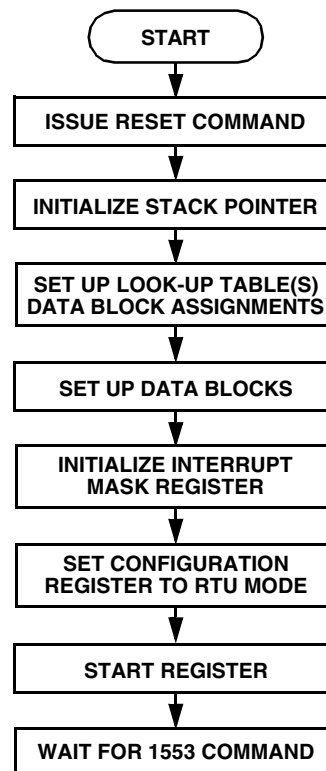 START
ISSUE RESET COMMAND
INITIALIZE STACK POINTER
SET UP LOOK-UP TABLE(S)
DATA BLOCK ASSIGNMENTS
SET UP DATA BLOCKS
INITIALIZE INTERRUPT
MASK REGISTER
SET CONFIGURATION
REGISTER TO RTU MODE
START REGISTER
WAIT FOR 1553 COMMAND